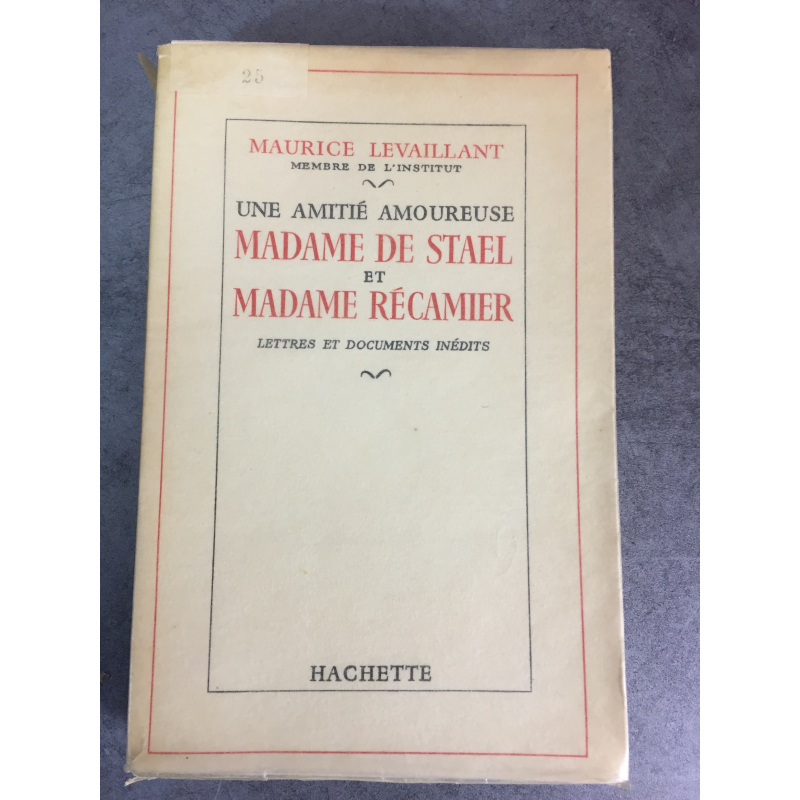 25
MAURICE LEVAILLANT
MEMBRE DE L'INSTITUT
UNE AMITIÉ AMOUREUSE
MADAME DE STAEL
ET
MADAME RÉCAMIER
LETTRES ET DOCUMENTS INÉDITS
HACHETTE